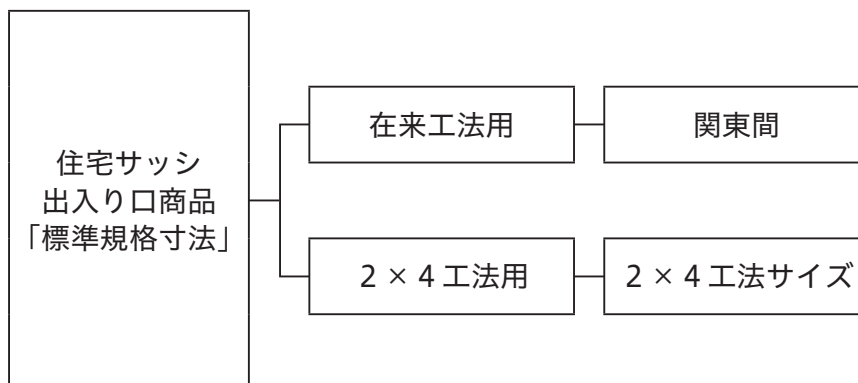 住宅サッシ
出入り口商品
「標準規格寸法」
在来工法用
関東間
2 × 4 工法用
2 × 4 工法サイズ